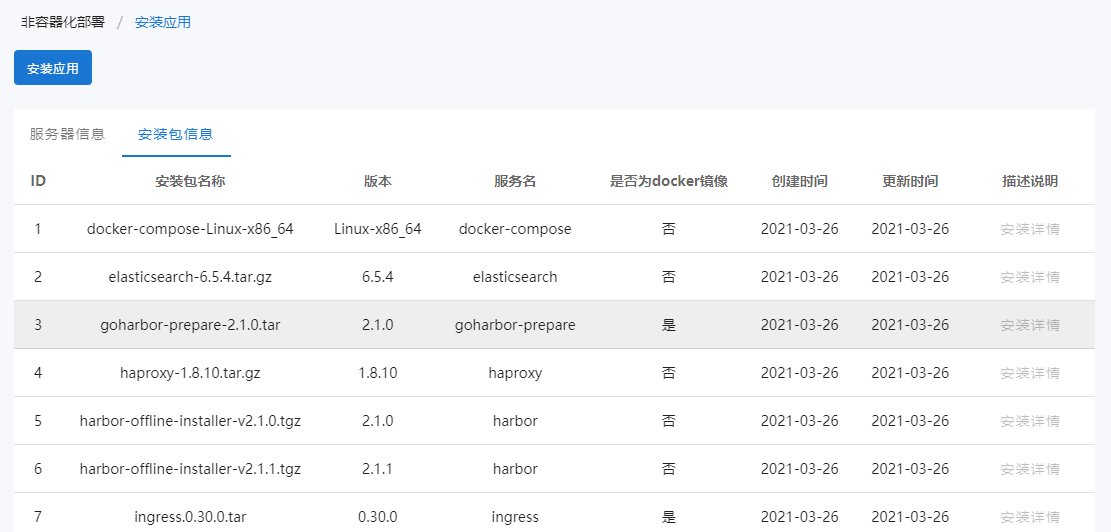 非容器化部署 / 安装应用
安装应用
服务器信息 安装包信息
ID 安装包名称 版本 服务名 是否为docker镜像 创建时间 更新时间 描述说明
1 docker-compose-Linux-x86_64 Linux-x86_64 docker-compose 否 2021-03-26 2021-03-26 安装详情
2 elasticsearch-6.5.4.tar.gz 6.5.4 elasticsearch 否 2021-03-26 2021-03-26 安装详情
3 goharbor-prepare-2.1.0.tar 2.1.0 goharbor-prepare 是 2021-03-26 2021-03-26 安装详情
4 haproxy-1.8.10.tar.gz 1.8.10 haproxy 否 2021-03-26 2021-03-26 安装详情
5 harbor-offline-installer-v2.1.0.tgz 2.1.0 harbor 否 2021-03-26 2021-03-26 安装详情
6 harbor-offline-installer-v2.1.1.tgz 2.1.1 harbor 否 2021-03-26 2021-03-26 安装详情
7 ingress.0.30.0.tar 0.30.0 ingress 是 2021-03-26 2021-03-26 安装详情